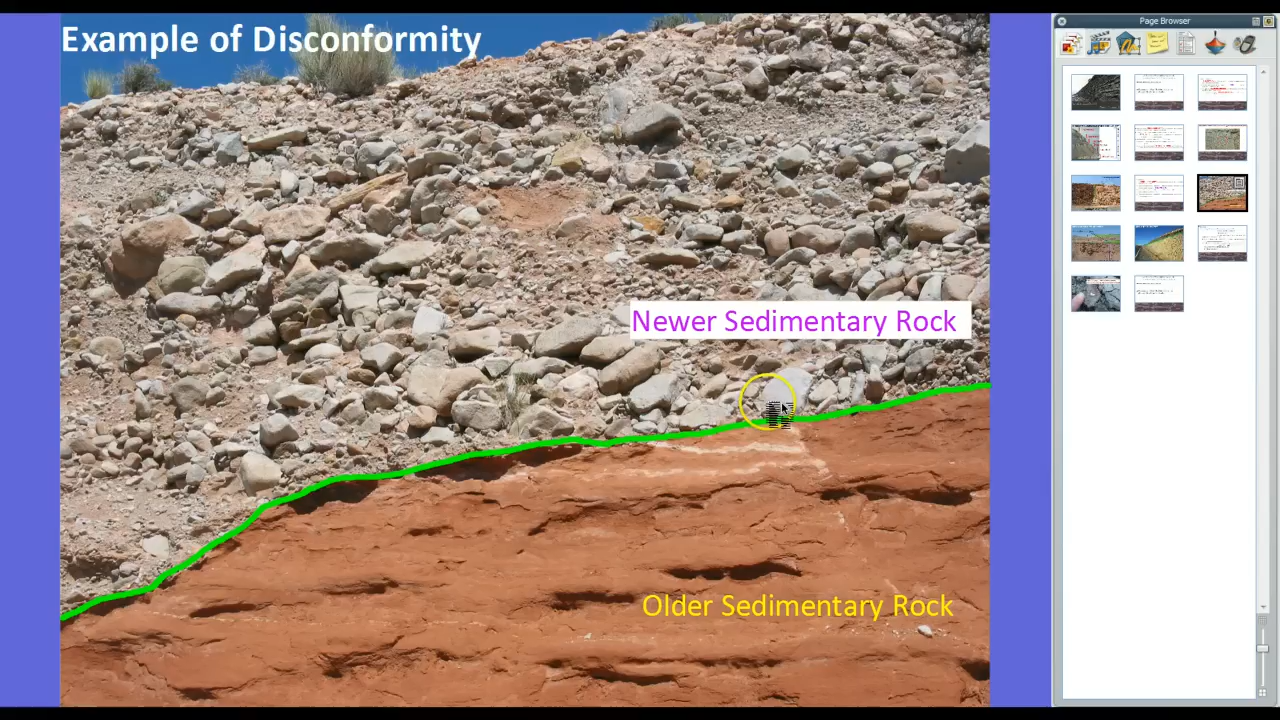 Example of Disconformity
Page Browser
Newer Sedimentary Rock
Older Sedimentary Rock